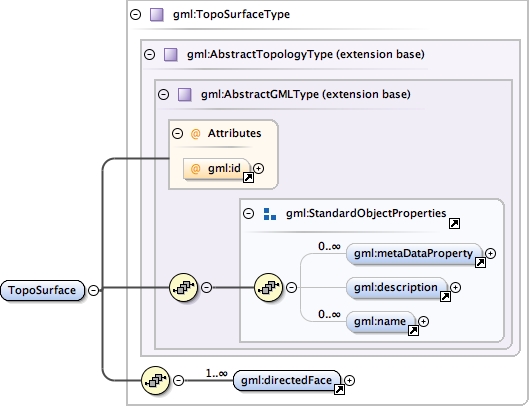 gml:TopoSurfaceType
gml:AbstractTopologyType (extension base)
gml:AbstractGMLType (extension base)
@ Attributes
@ gml:id
gml:StandardObjectProperties
0..∞
gml:metaDataProperty
gml:description
0..∞
gml:name
TopoSurface
1..∞
gml:directedFace